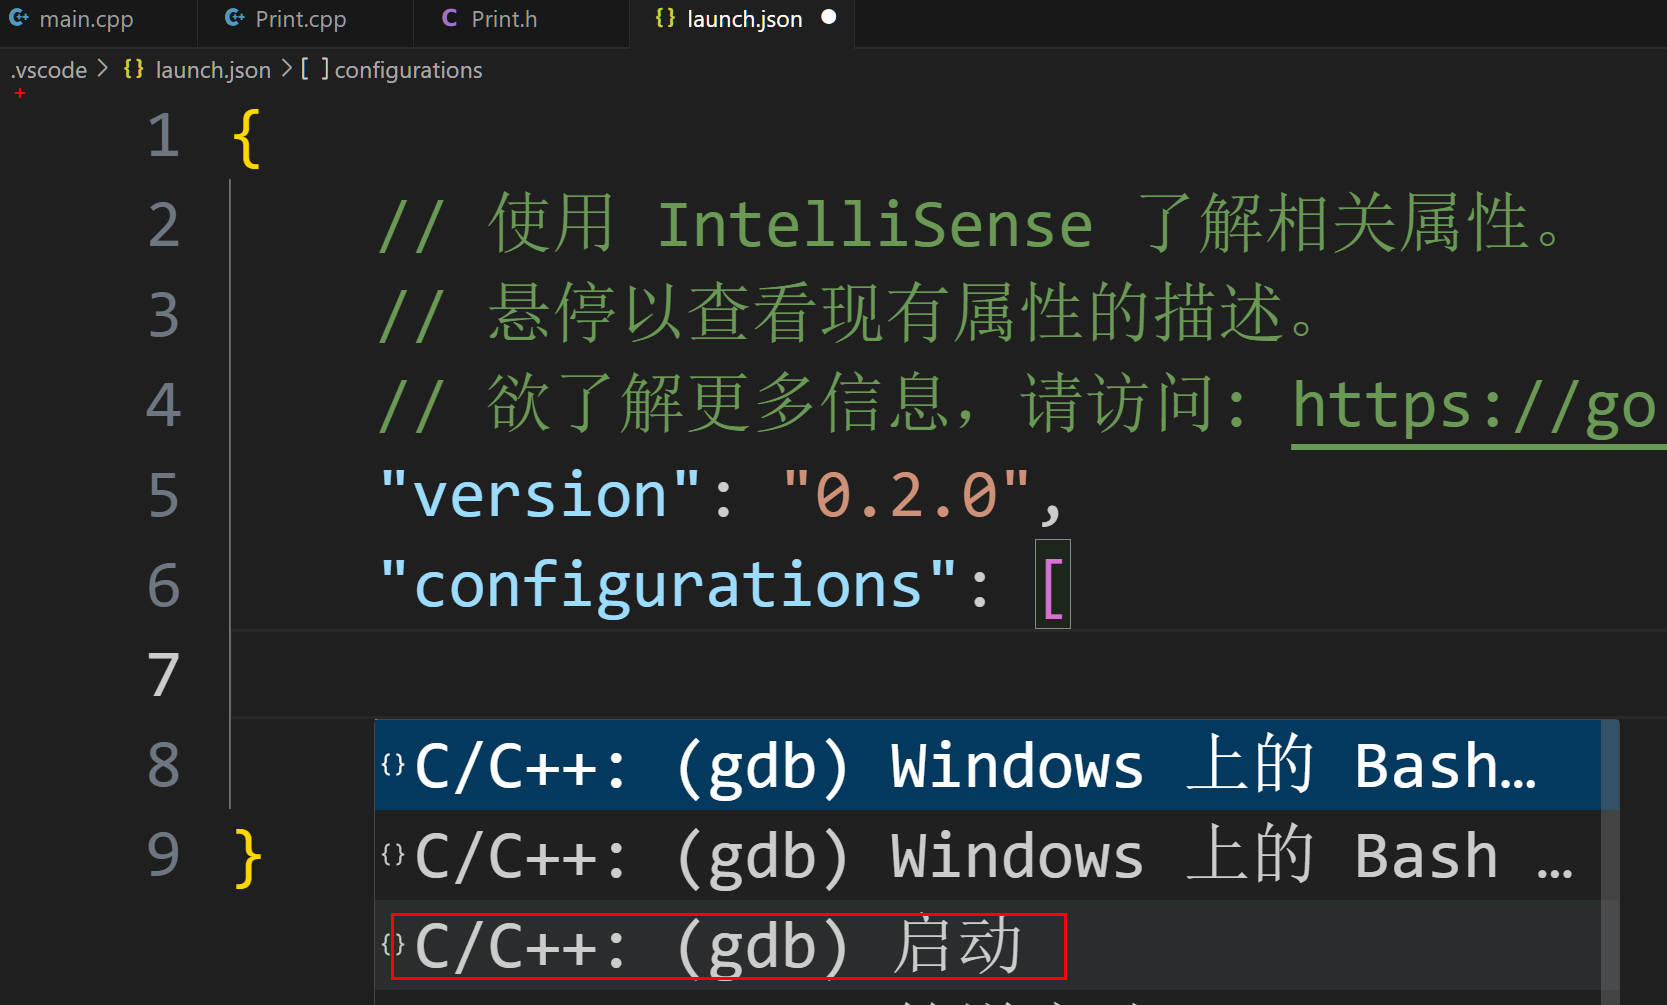 main.cpp Print.cpp Print.h launch.json
.vscode > {} launch.json > [ ] configurations
1 {
2 // 使用 IntelliSense 了解相关属性。
3 // 悬停以查看现有属性的描述。
4 // 欲了解更多信息，请访问: https://go
5 "version": "0.2.0",
6 "configurations": [
7
8 {} C/C++: (gdb) Windows 上的 Bash…
9 } {} C/C++: (gdb) Windows 上的 Bash …
{} C/C++: (gdb) 启动